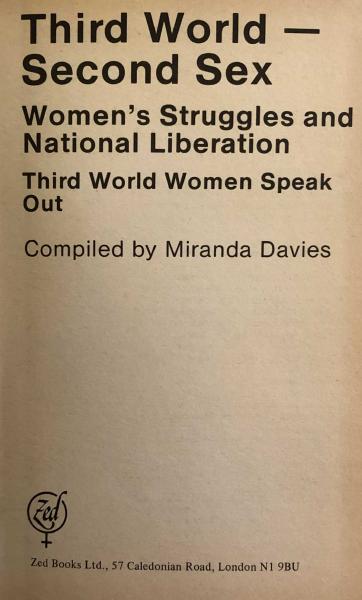 Third World —
Second Sex
Women's Struggles and
National Liberation
Third World Women Speak
Out
Compiled by Miranda Davies
Zed
Zed Books Ltd., 57 Caledonian Road, London N1 9BU